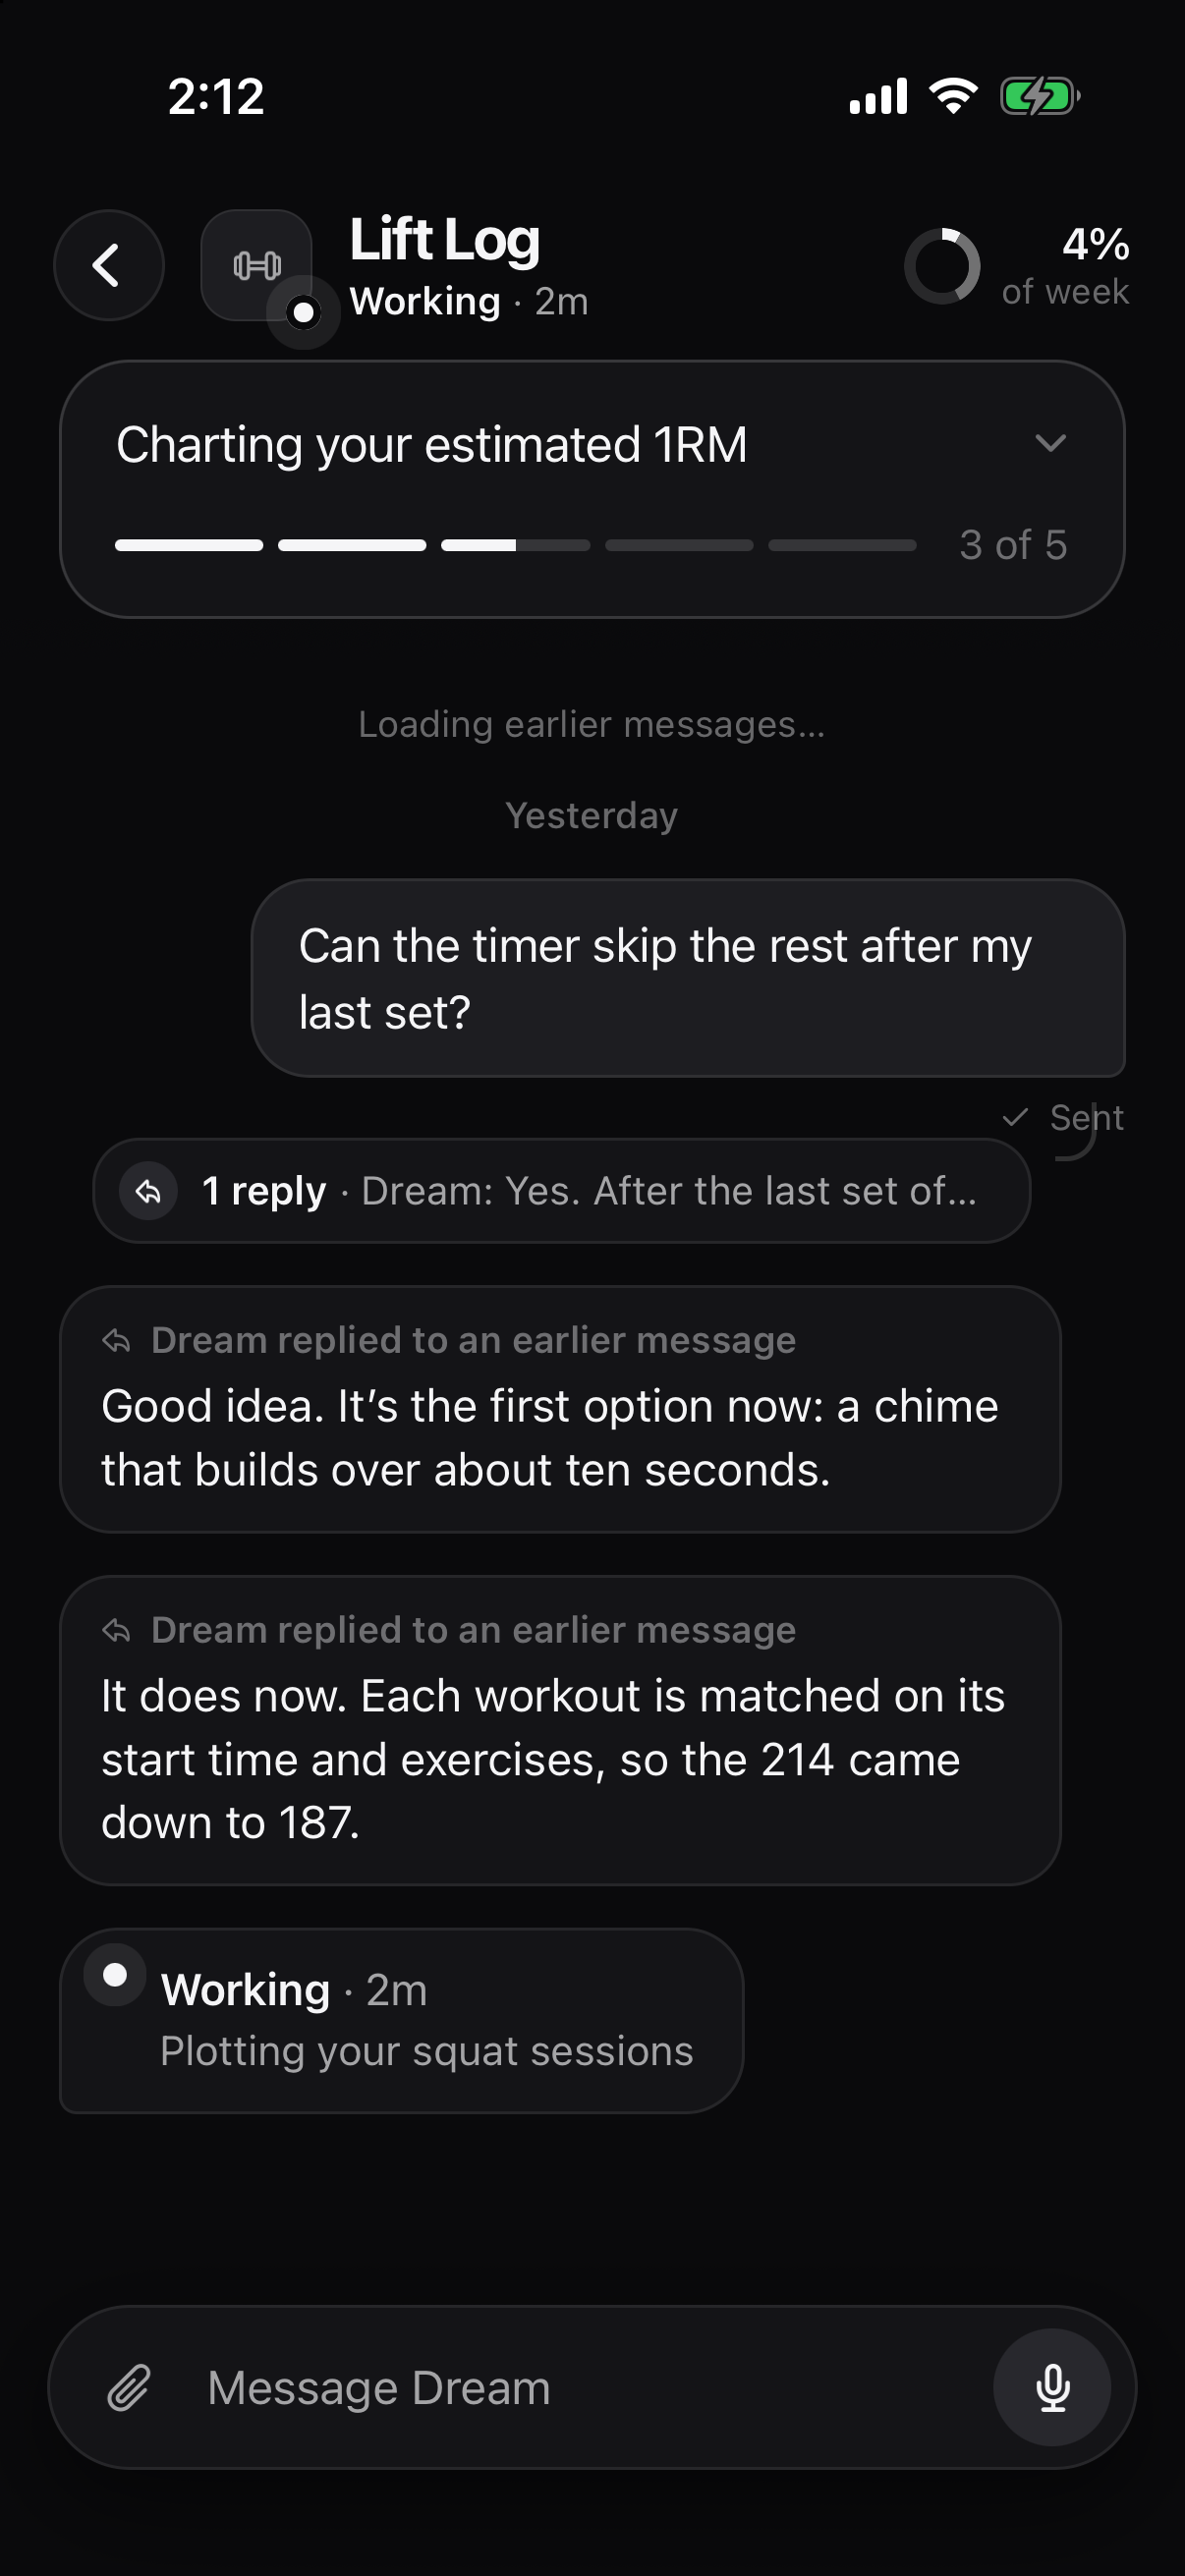 2:12
Lift Log
Working · 2m
4%
of week
Charting your estimated 1RM
3 of 5
Loading earlier messages...
Yesterday
Can the timer skip the rest after my
last set?
Sent
1 reply · Dream: Yes. After the last set of...
Dream replied to an earlier message
Good idea. It’s the first option now: a chime
that builds over about ten seconds.
Dream replied to an earlier message
It does now. Each workout is matched on its
start time and exercises, so the 214 came
down to 187.
Working · 2m
Plotting your squat sessions
Message Dream